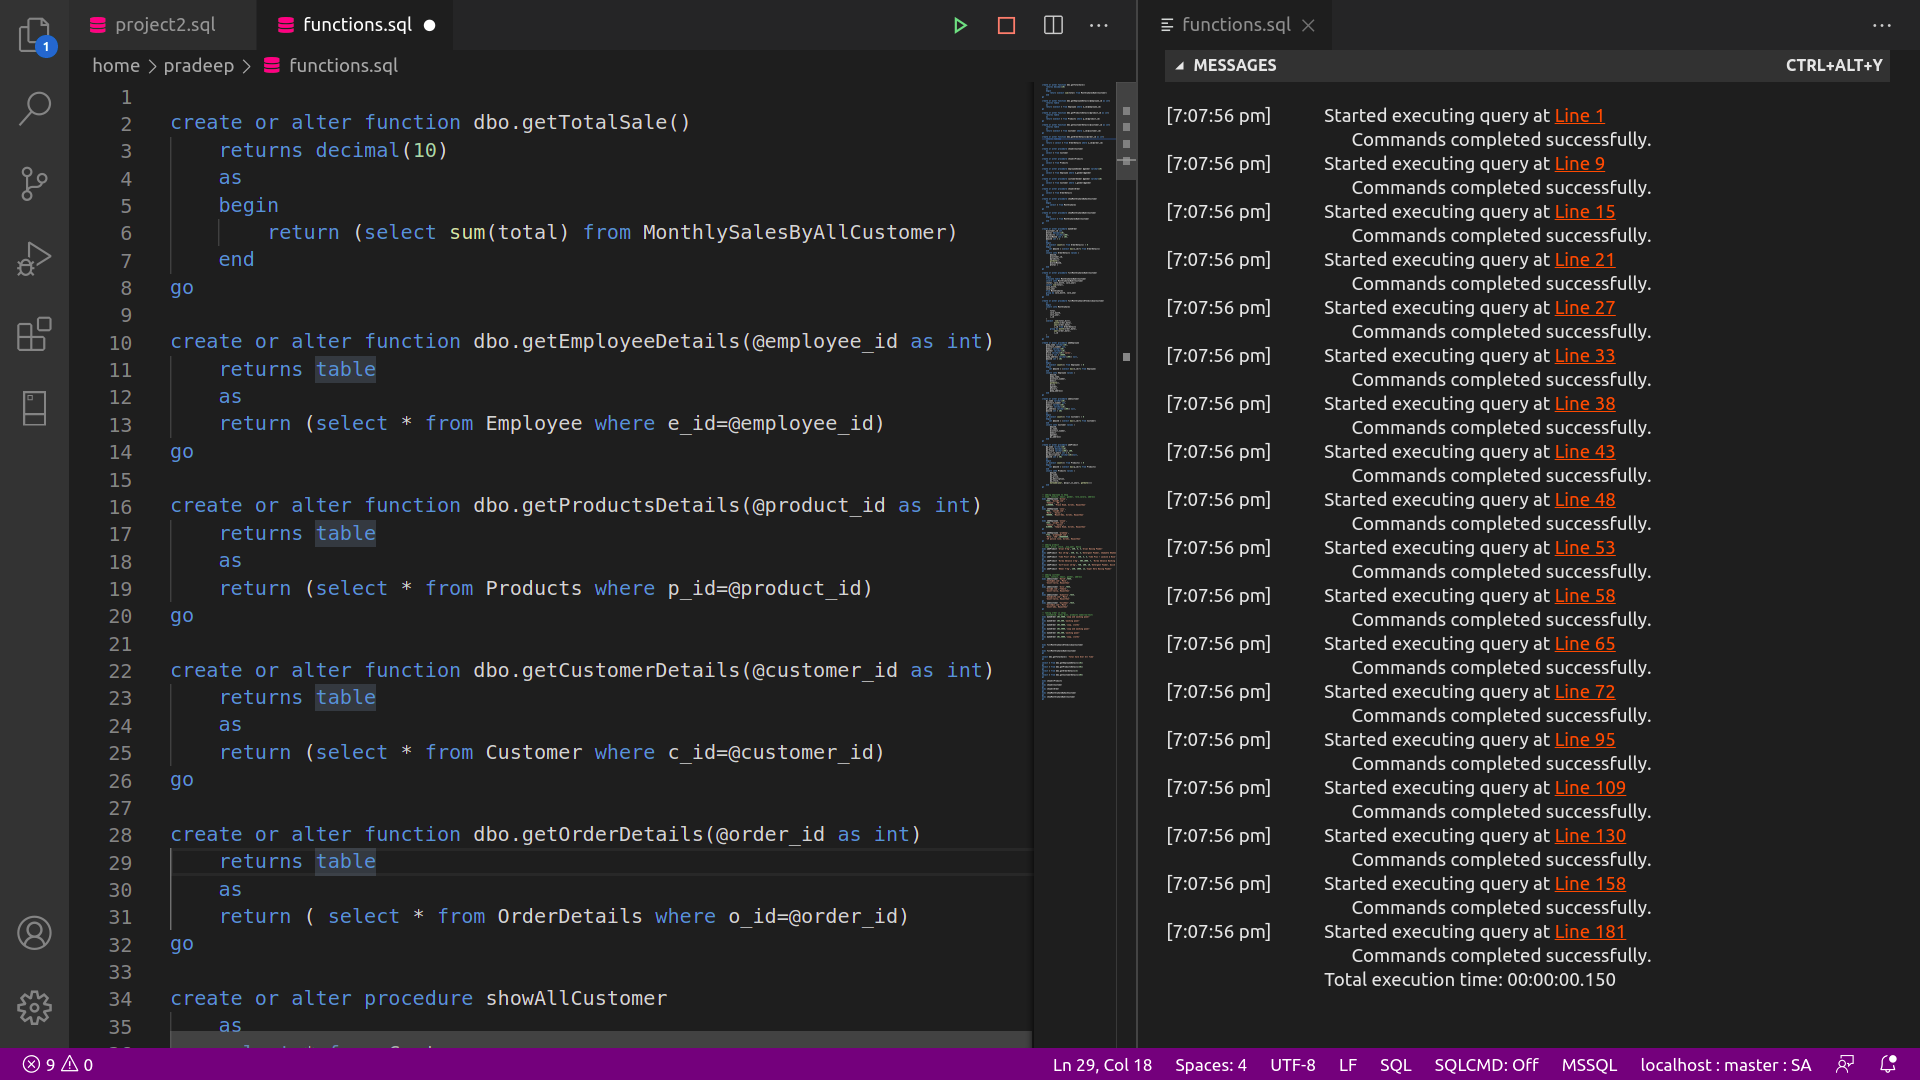 project2.sql
functions.sql
functions.sql
1
home pradeep functions.sql
MESSAGES CTRL+ALT+Y
1
2 create or alter function dbo.getTotalSale()
3 returns decimal(10)
4 as
5 begin
6 return (select sum(total) from MonthlySalesByAllCustomer)
7 end
8 go
9
10 create or alter function dbo.getEmployeeDetails(@employee_id as int)
11 returns table
12 as
13 return (select * from Employee where e_id=@employee_id)
14 go
15
16 create or alter function dbo.getProductsDetails(@product_id as int)
17 returns table
18 as
19 return (select * from Products where p_id=@product_id)
20 go
21
22 create or alter function dbo.getCustomerDetails(@customer_id as int)
23 returns table
24 as
25 return (select * from Customer where c_id=@customer_id)
26 go
27
28 create or alter function dbo.getOrderDetails(@order_id as int)
29 returns table
30 as
31 return ( select * from OrderDetails where o_id=@order_id)
32 go
33
34 create or alter procedure showAllCustomer
35 as
[7:07:56 pm] Started executing query at Line 1
Commands completed successfully.
[7:07:56 pm] Started executing query at Line 9
Commands completed successfully.
[7:07:56 pm] Started executing query at Line 15
Commands completed successfully.
[7:07:56 pm] Started executing query at Line 21
Commands completed successfully.
[7:07:56 pm] Started executing query at Line 27
Commands completed successfully.
[7:07:56 pm] Started executing query at Line 33
Commands completed successfully.
[7:07:56 pm] Started executing query at Line 38
Commands completed successfully.
[7:07:56 pm] Started executing query at Line 43
Commands completed successfully.
[7:07:56 pm] Started executing query at Line 48
Commands completed successfully.
[7:07:56 pm] Started executing query at Line 53
Commands completed successfully.
[7:07:56 pm] Started executing query at Line 58
Commands completed successfully.
[7:07:56 pm] Started executing query at Line 65
Commands completed successfully.
[7:07:56 pm] Started executing query at Line 72
Commands completed successfully.
[7:07:56 pm] Started executing query at Line 95
Commands completed successfully.
[7:07:56 pm] Started executing query at Line 109
Commands completed successfully.
[7:07:56 pm] Started executing query at Line 130
Commands completed successfully.
[7:07:56 pm] Started executing query at Line 158
Commands completed successfully.
[7:07:56 pm] Started executing query at Line 181
Commands completed successfully.
Total execution time: 00:00:00.150
9 0 Ln 29, Col 18 Spaces: 4 UTF-8 LF SQL SQLCMD: Off MSSQL localhost : master : SA